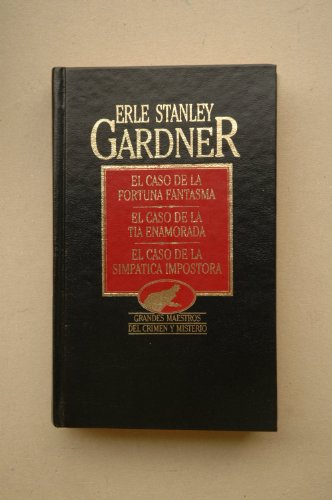 ERLE STANLEY
GARDNER
EL CASO DE LA
FORTUNA FANTASMA
EL CASO DE LA
TIA ENAMORADA
EL CASO DE LA
SIMPATICA IMPOSTORA
GRANDES MAESTROS
DEL CRIMEN Y MISTERIO